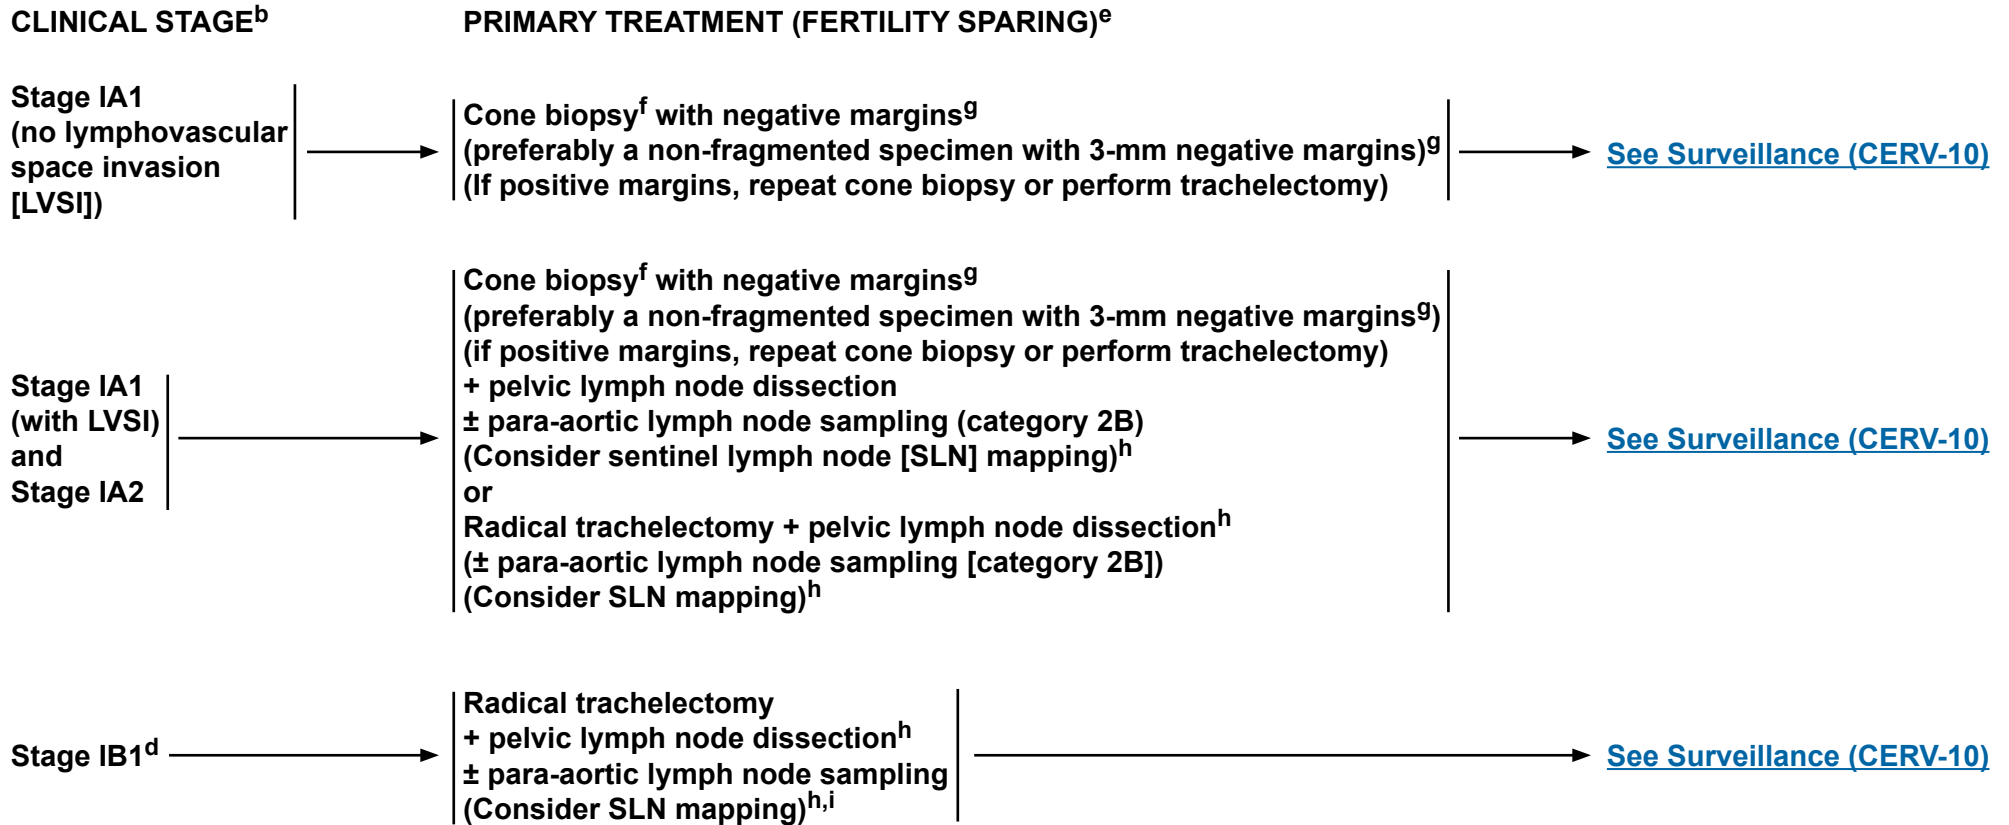 CLINICAL STAGEb PRIMARY TREATMENT (FERTILITY SPARING)e
Stage IA1
(no lymphovascular
space invasion
[LVSI])
Cone biopsyf with negative marginsg
(preferably a non-fragmented specimen with 3-mm negative margins)g
(If positive margins, repeat cone biopsy or perform trachelectomy)
See Surveillance (CERV-10)
Stage IA1
(with LVSI)
and
Stage IA2
Cone biopsyf with negative marginsg
(preferably a non-fragmented specimen with 3-mm negative marginsg)
(if positive margins, repeat cone biopsy or perform trachelectomy)
+ pelvic lymph node dissection
± para-aortic lymph node sampling (category 2B)
(Consider sentinel lymph node [SLN] mapping)h
or
Radical trachelectomy + pelvic lymph node dissectionh
(± para-aortic lymph node sampling [category 2B])
(Consider SLN mapping)h
See Surveillance (CERV-10)
Stage IB1d
Radical trachelectomy
+ pelvic lymph node dissectionh
± para-aortic lymph node sampling
(Consider SLN mapping)h,i
See Surveillance (CERV-10)